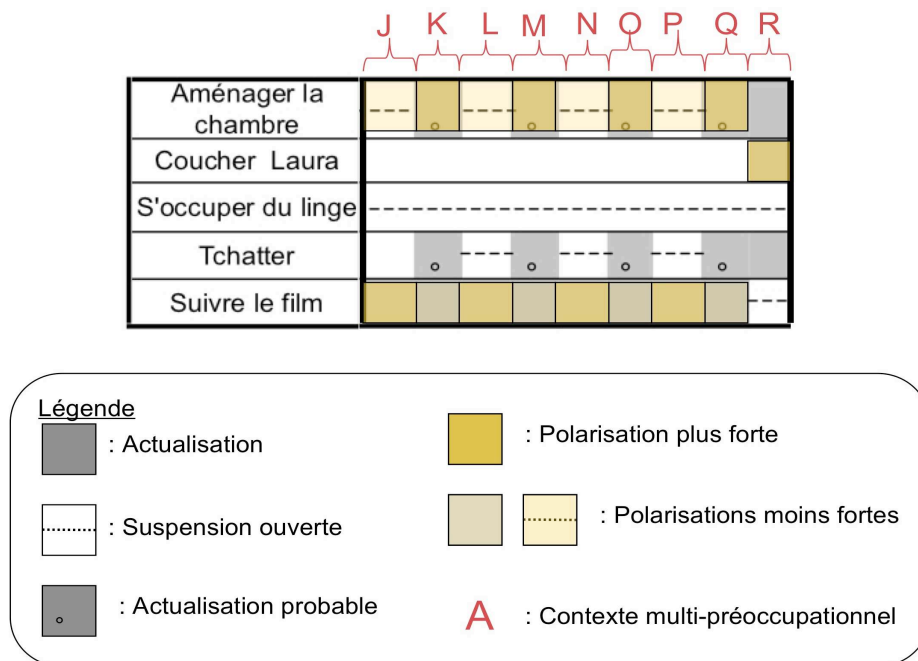 J K L M N O P Q R
Aménager la
chambre
Coucher Laura
S'occuper du linge
Tchatter
Suivre le film
Légende
: Actualisation
: Polarisation plus forte
: Suspension ouverte
: Polarisations moins fortes
: Actualisation probable
A : Contexte multi-préoccupationnel